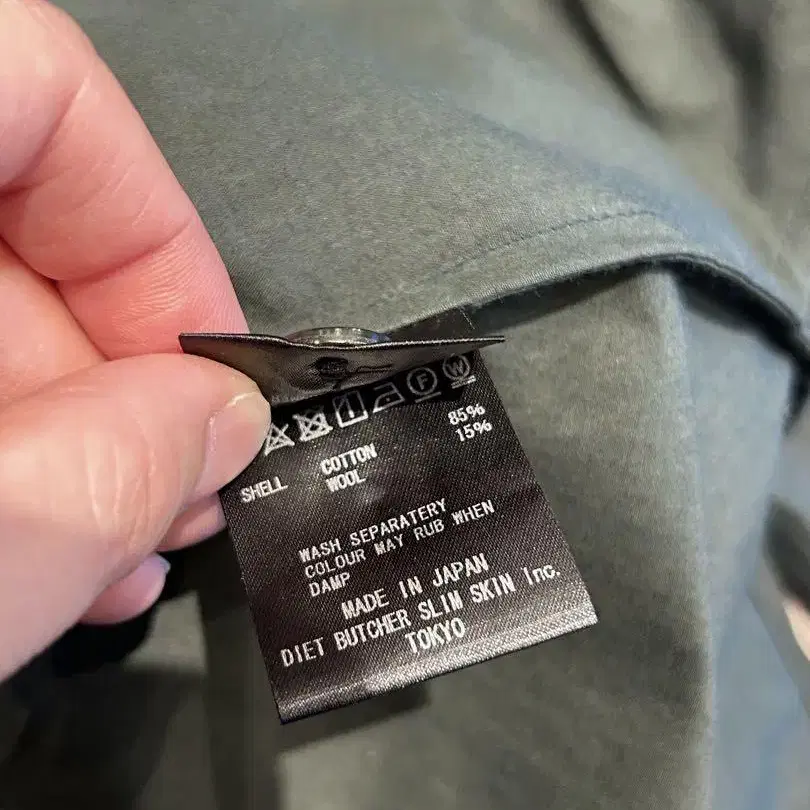 F W
SHELL COTTON 85%
WOOL 15%
WASH SEPARATERY
COLOUR MAY RUB WHEN
DAMP
MADE IN JAPAN
DIET BUTCHER SLIM SKIN Inc.
TOKYO